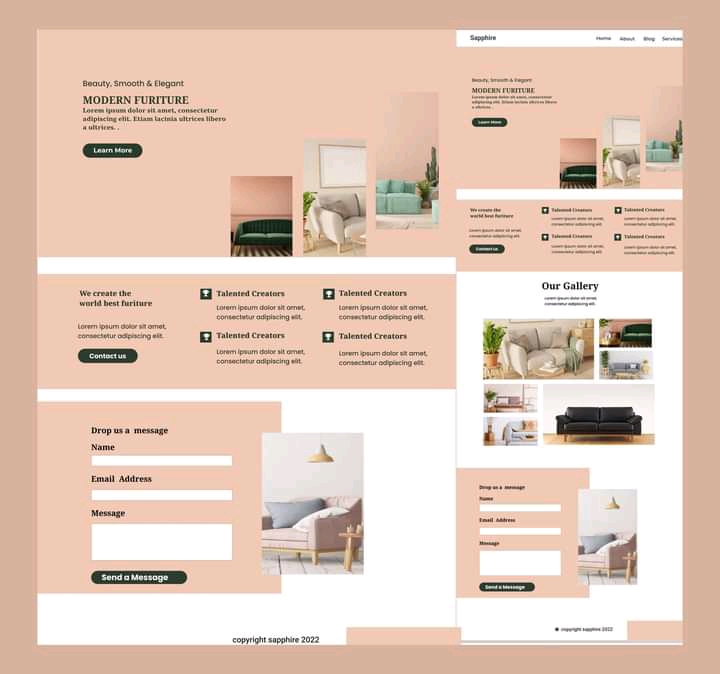 Beauty, Smooth & Elegant
MODERN FURITURE
Lorem ipsum dolor sit amet, consectetur
adipiscing elit. Etiam lacinia ultrices libero
a ultrices. .
Learn More
We create the
world best furiture
Lorem ipsum dolor sit amet,
consectetur adipiscing elit.
Contact us
Talented Creators
Lorem ipsum dolor sit amet,
consectetur adipiscing elit.
Talented Creators
Lorem ipsum dolor sit amet,
consectetur adipiscing elit.
Talented Creators
Lorem ipsum dolor sit amet,
consectetur adipiscing elit.
Talented Creators
Lorem ipsum dolor sit amet,
consectetur adipiscing elit.
Drop us a message
Name
Email Address
Message
Send a Message
copyright sapphire 2022
Sapphire
Home About Blog Services
Beauty, Smooth & Elegant
MODERN FURITURE
Lorem ipsum dolor sit amet, consectetur
adipiscing elit. Etiam lacinia ultrices libero
a ultrices. .
Learn More
We create the
world best furiture
Lorem ipsum dolor sit amet,
consectetur adipiscing elit.
Contact us
Talented Creators
Lorem ipsum dolor sit amet,
consectetur adipiscing elit.
Talented Creators
Lorem ipsum dolor sit amet,
consectetur adipiscing elit.
Talented Creators
Lorem ipsum dolor sit amet,
consectetur adipiscing elit.
Talented Creators
Lorem ipsum dolor sit amet,
consectetur adipiscing elit.
Our Gallery
Lorem ipsum dolor sit amet,
consectetur adipiscing elit.
Drop us a message
Name
Email Address
Message
Send a Message
copyright sapphire 2022